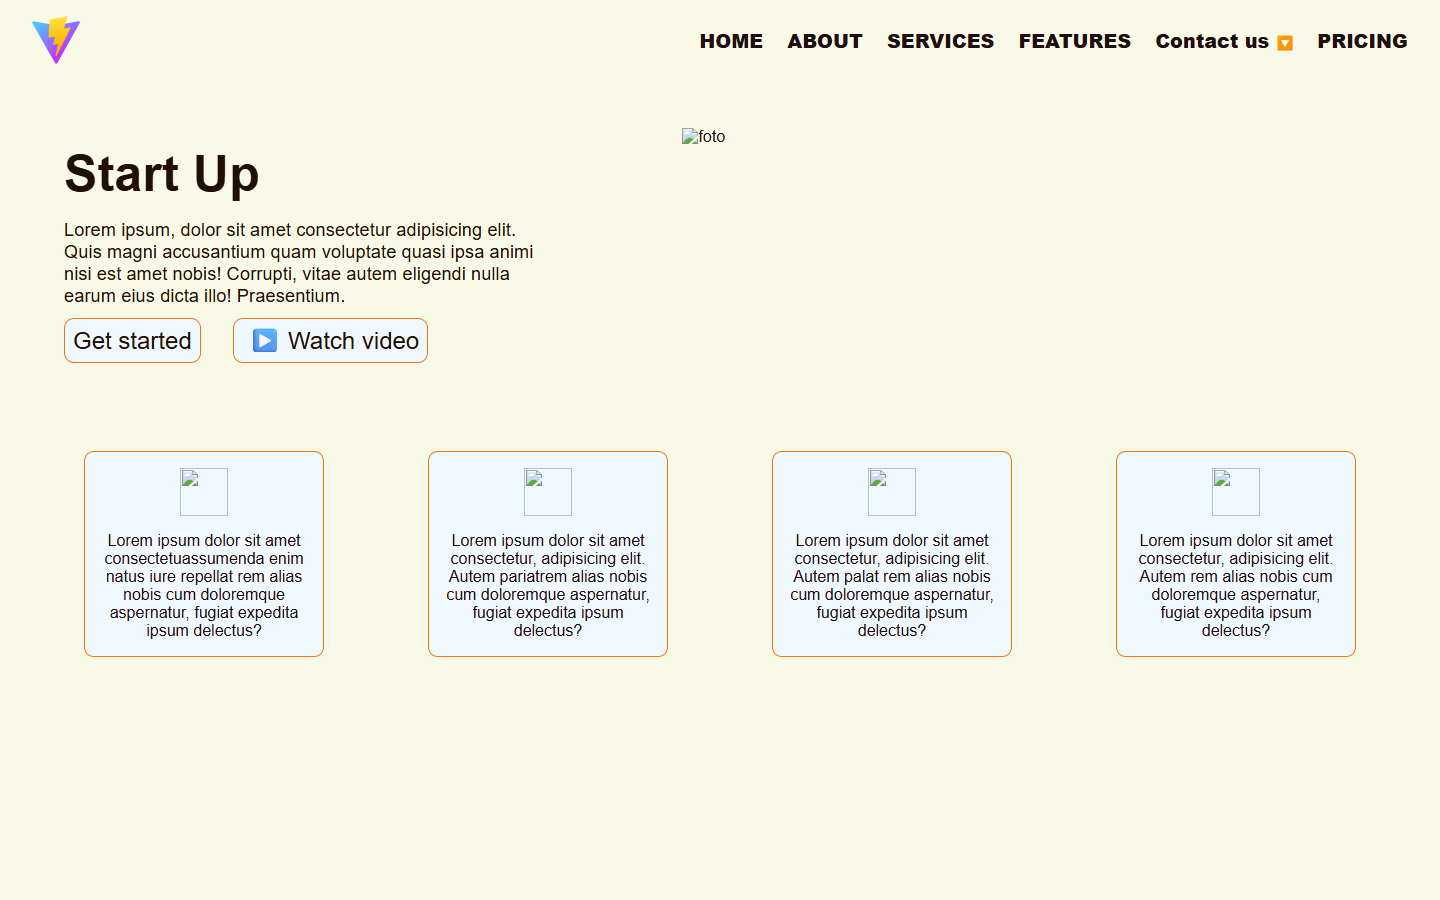 HOME ABOUT SERVICES FEATURES Contact us 🔽 PRICING
foto
Start Up
Lorem ipsum, dolor sit amet consectetur adipisicing elit.
Quis magni accusantium quam voluptate quasi ipsa animi
nisi est amet nobis! Corrupti, vitae autem eligendi nulla
earum eius dicta illo! Praesentium.
Get started
▶️ Watch video
Lorem ipsum dolor sit amet
consectetuassumenda enim
natus iure repellat rem alias
nobis cum doloremque
aspernatur, fugiat expedita
ipsum delectus?
Lorem ipsum dolor sit amet
consectetur, adipisicing elit.
Autem pariatrem alias nobis
cum doloremque aspernatur,
fugiat expedita ipsum
delectus?
Lorem ipsum dolor sit amet
consectetur, adipisicing elit.
Autem palat rem alias nobis
cum doloremque aspernatur,
fugiat expedita ipsum
delectus?
Lorem ipsum dolor sit amet
consectetur, adipisicing elit.
Autem rem alias nobis cum
doloremque aspernatur,
fugiat expedita ipsum
delectus?